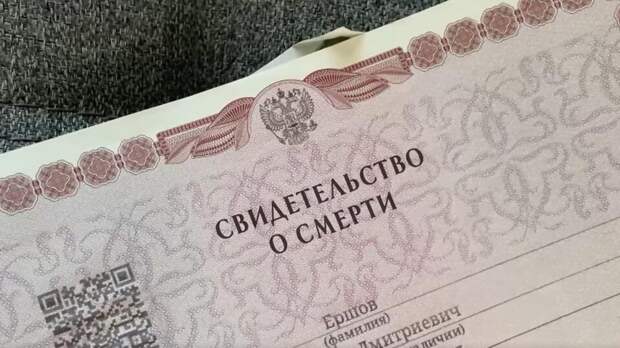 СВИДЕТЕЛЬСТВО
О СМЕРТИ
Ершов
(фамилия)
Дмитриевич